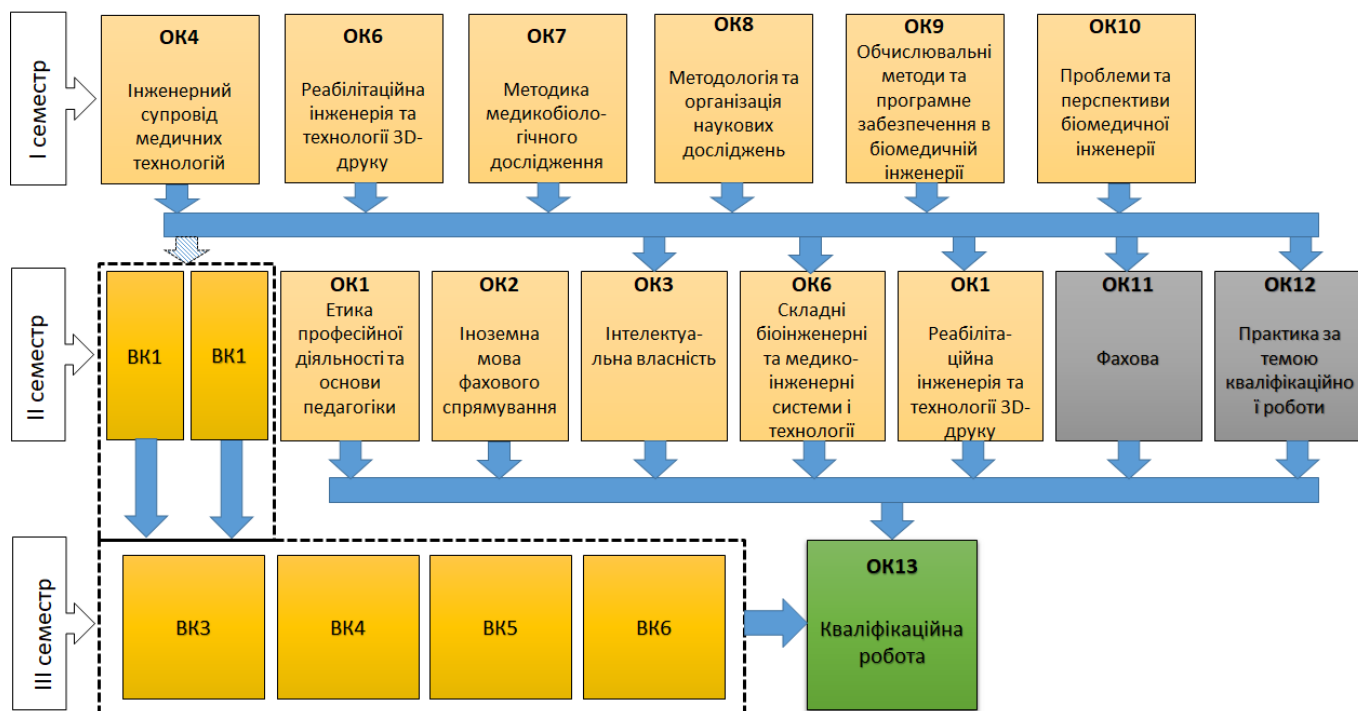 І семестр
ОК4
Інженерний
супровід
медичних
технологій
ОК6
Реабілітаційна
інженерія та
технології 3D-
друку
ОК7
Методика
медикобіоло-
гічного
дослідження
ОК8
Методологія та
організація
наукових
досліджень
ОК9
Обчислювальні
методи та
програмне
забезпечення в
біомедичній
інженерії
ОК10
Проблеми та
перспективи
біомедичної
інженерії
ІІ семестр
ВК1
ВК1
ОК1
Етика
професійної
діяльності та
основи
педагогіки
ОК2
Іноземна
мова
фахового
спрямування
ОК3
Інтелектуа-
льна власність
ОК6
Складні
біоінженерні
та медико-
інженерні
системи і
технології
ОК1
Реабіліта-
ційна
інженерія та
технології 3D-
друку
ОК11
Фахова
ОК12
Практика за
темою
кваліфікаційно
ї роботи
ІІІ семестр
ВК3
ВК4
ВК5
ВК6
ОК13
Кваліфікаційна
робота